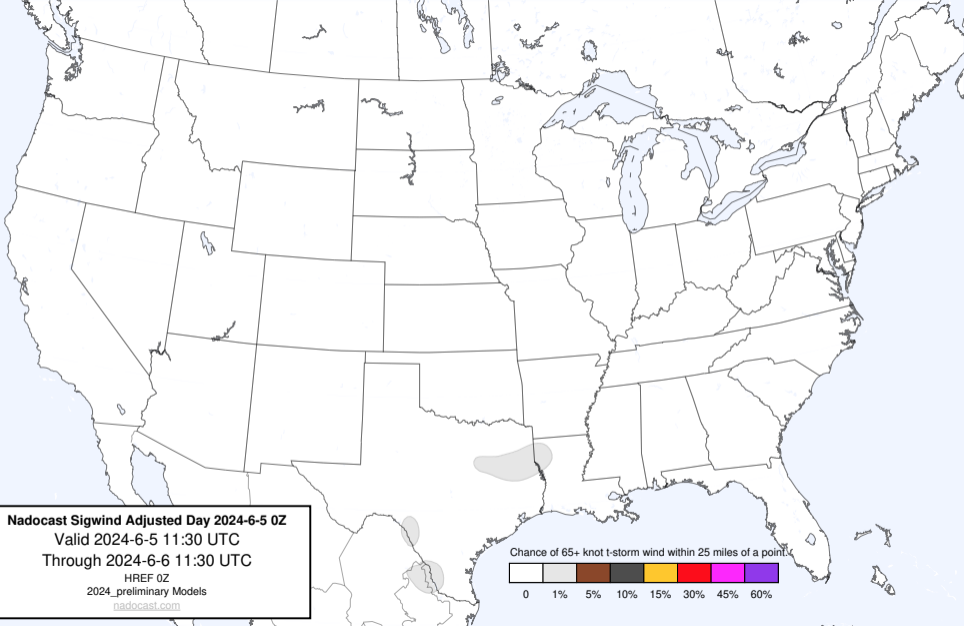 Nadocast Sigwind Adjusted Day 2024-6-5 0Z
Valid 2024-6-5 11:30 UTC
Through 2024-6-6 11:30 UTC
HREF 0Z
2024_preliminary Models
nadocast.com
Chance of 65+ knot t-storm wind within 25 miles of a point.
0 1% 5% 10% 15% 30% 45% 60%